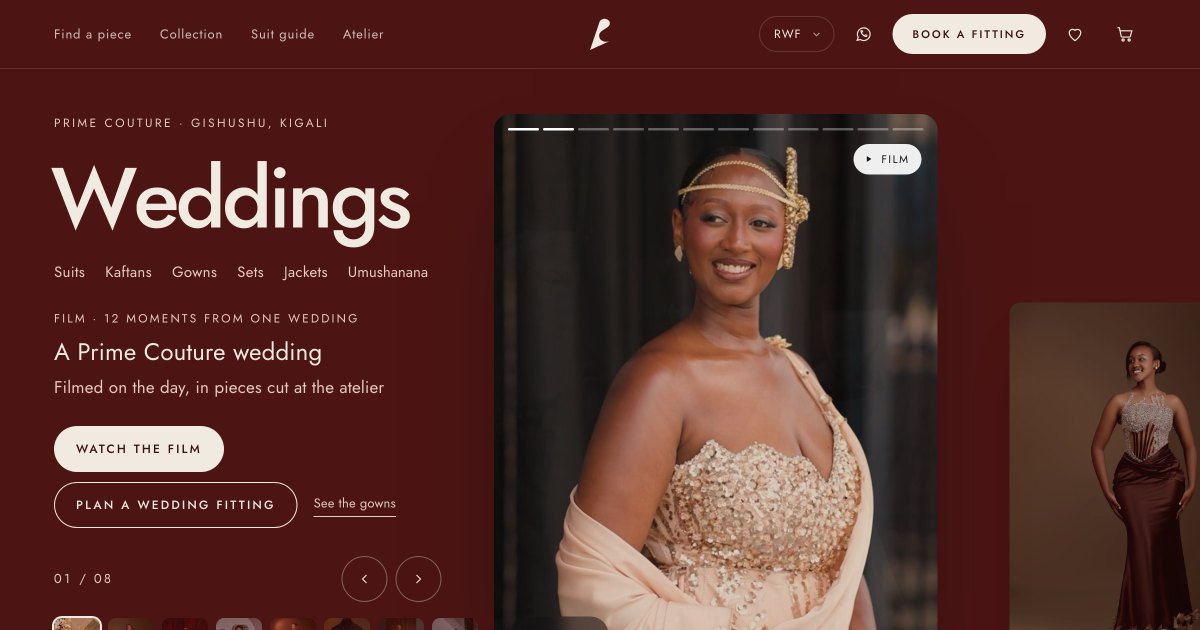 Find a piece
Collection
Suit guide
Atelier
RWF
BOOK A FITTING
PRIME COUTURE · GISHUSHU, KIGALI
FILM
Weddings
Suits
Kaftans
Gowns
Sets
Jackets
Umushanana
FILM · 12 MOMENTS FROM ONE WEDDING
A Prime Couture wedding
Filmed on the day, in pieces cut at the atelier
WATCH THE FILM
PLAN A WEDDING FITTING
See the gowns
01 / 08